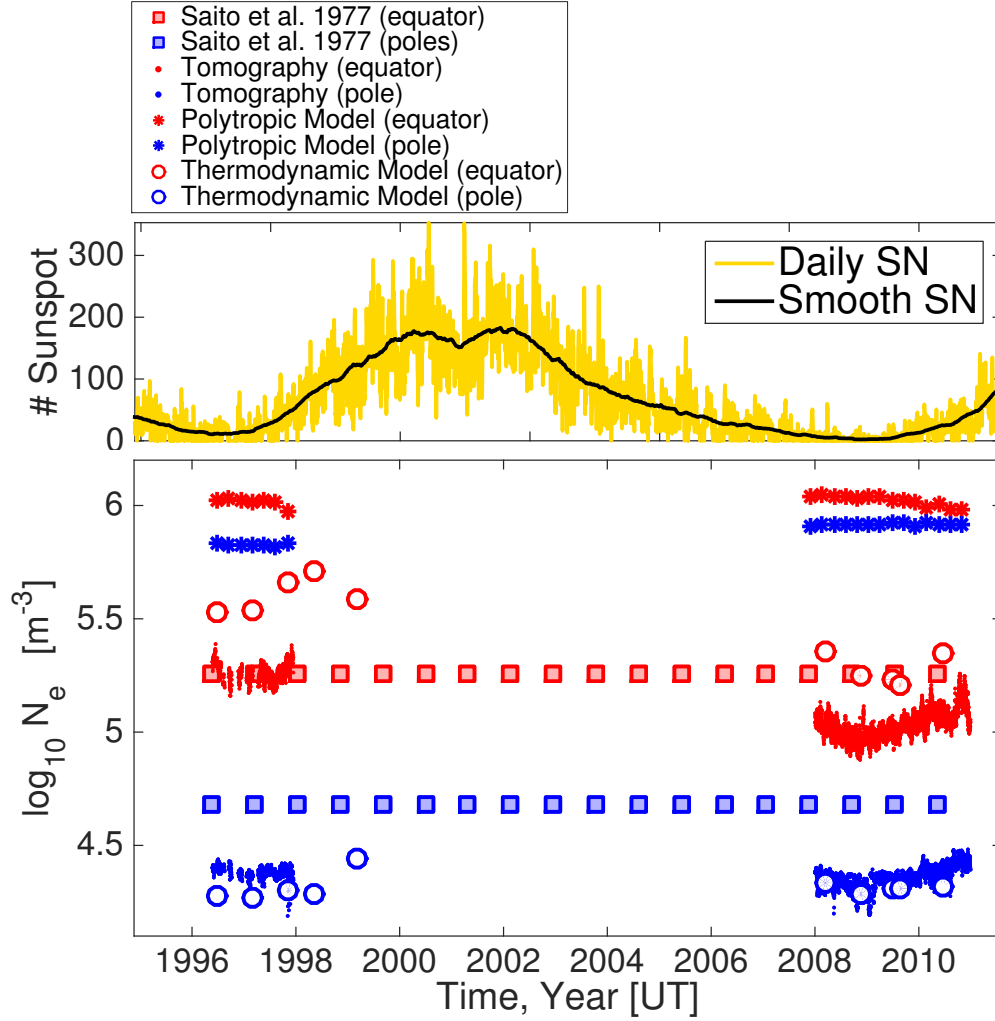 Saito et al. 1977 (equator)
Saito et al. 1977 (poles)
Tomography (equator)
Tomography (pole)
Polytropic Model (equator)
Polytropic Model (pole)
Thermodynamic Model (equator)
Thermodynamic Model (pole)
# Sunspot
300
200
100
0
Daily SN
Smooth SN
log₁₀ Nₑ [m⁻³]
6
5.5
5
4.5
1996 1998 2000 2002 2004 2006 2008 2010
Time, Year [UT]